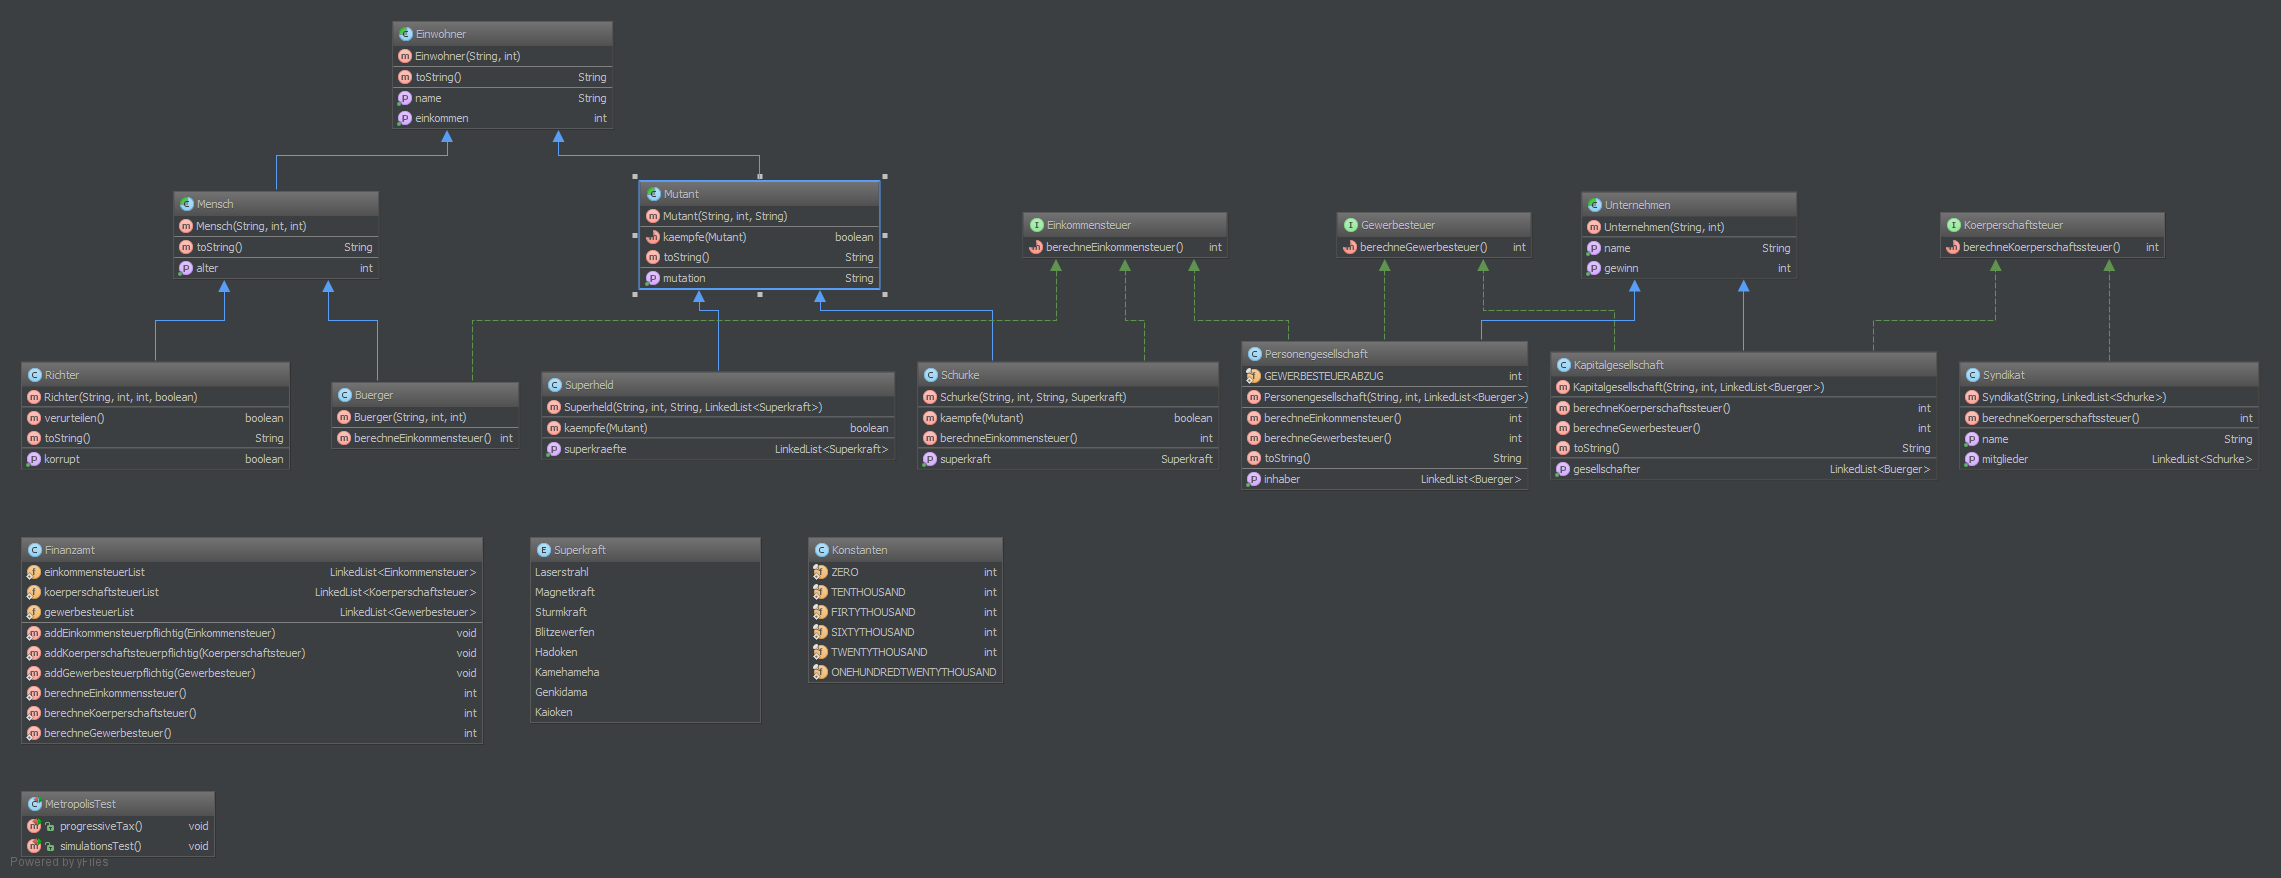 Einwohner
Einwohner(String, int)
toString() String
name String
einkommen int
Mensch
Mensch(String, int, int)
toString() String
alter int
Mutant
Mutant(String, int, String)
kaempfe(Mutant) boolean
toString() String
mutation String
Einkommensteuer
berechneEinkommensteuer() int
Gewerbesteuer
berechneGewerbesteuer() int
Unternehmen
Unternehmen(String, int)
name String
gewinn int
Koerperschaftsteuer
berechneKoerperschaftssteuer() int
Richter
Richter(String, int, int, boolean)
verurteilen() boolean
toString() String
korrupt boolean
Buerger
Buerger(String, int, int)
berechneEinkommensteuer() int
Superheld
Superheld(String, int, String, LinkedList<Superkraft>)
kaempfe(Mutant) boolean
superkraefte LinkedList<Superkraft>
Schurke
Schurke(String, int, String, Superkraft)
kaempfe(Mutant) boolean
berechneEinkommensteuer() int
superkraft Superkraft
Personengesellschaft
GEWERBESTEUERABZUG int
Personengesellschaft(String, int, LinkedList<Buerger>)
berechneEinkommensteuer() int
berechneGewerbesteuer() int
toString() String
inhaber LinkedList<Buerger>
Kapitalgesellschaft
Kapitalgesellschaft(String, int, LinkedList<Buerger>)
berechneKoerperschaftssteuer() int
berechneGewerbesteuer() int
toString() String
gesellschafter LinkedList<Buerger>
Syndikat
Syndikat(String, LinkedList<Schurke>)
berechneKoerperschaftssteuer() int
name String
mitglieder LinkedList<Schurke>
Finanzamt
einkommensteuerList LinkedList<Einkommensteuer>
koerperschaftsteuerList LinkedList<Koerperschaftsteuer>
gewerbesteuerList LinkedList<Gewerbesteuer>
addEinkommensteuerpflichtig(Einkommensteuer) void
addKoerperschaftsteuerpflichtig(Koerperschaftsteuer) void
addGewerbesteuerpflichtig(Gewerbesteuer) void
berechneEinkommenssteuer() int
berechneKoerperschaftsteuer() int
berechneGewerbesteuer() int
Superkraft
Laserstrahl
Magnetkraft
Sturmkraft
Blitzewerfen
Hadoken
Kamehameha
Genkidama
Kaioken
Konstanten
ZERO int
TENTHOUSAND int
FIRTYTHOUSAND int
SIXTYTHOUSAND int
TWENTYTHOUSAND int
ONEHUNDREDTWENTYTHOUSAND
MetropolisTest
progressiveTax() void
simulationsTest() void
Powered by yFiles